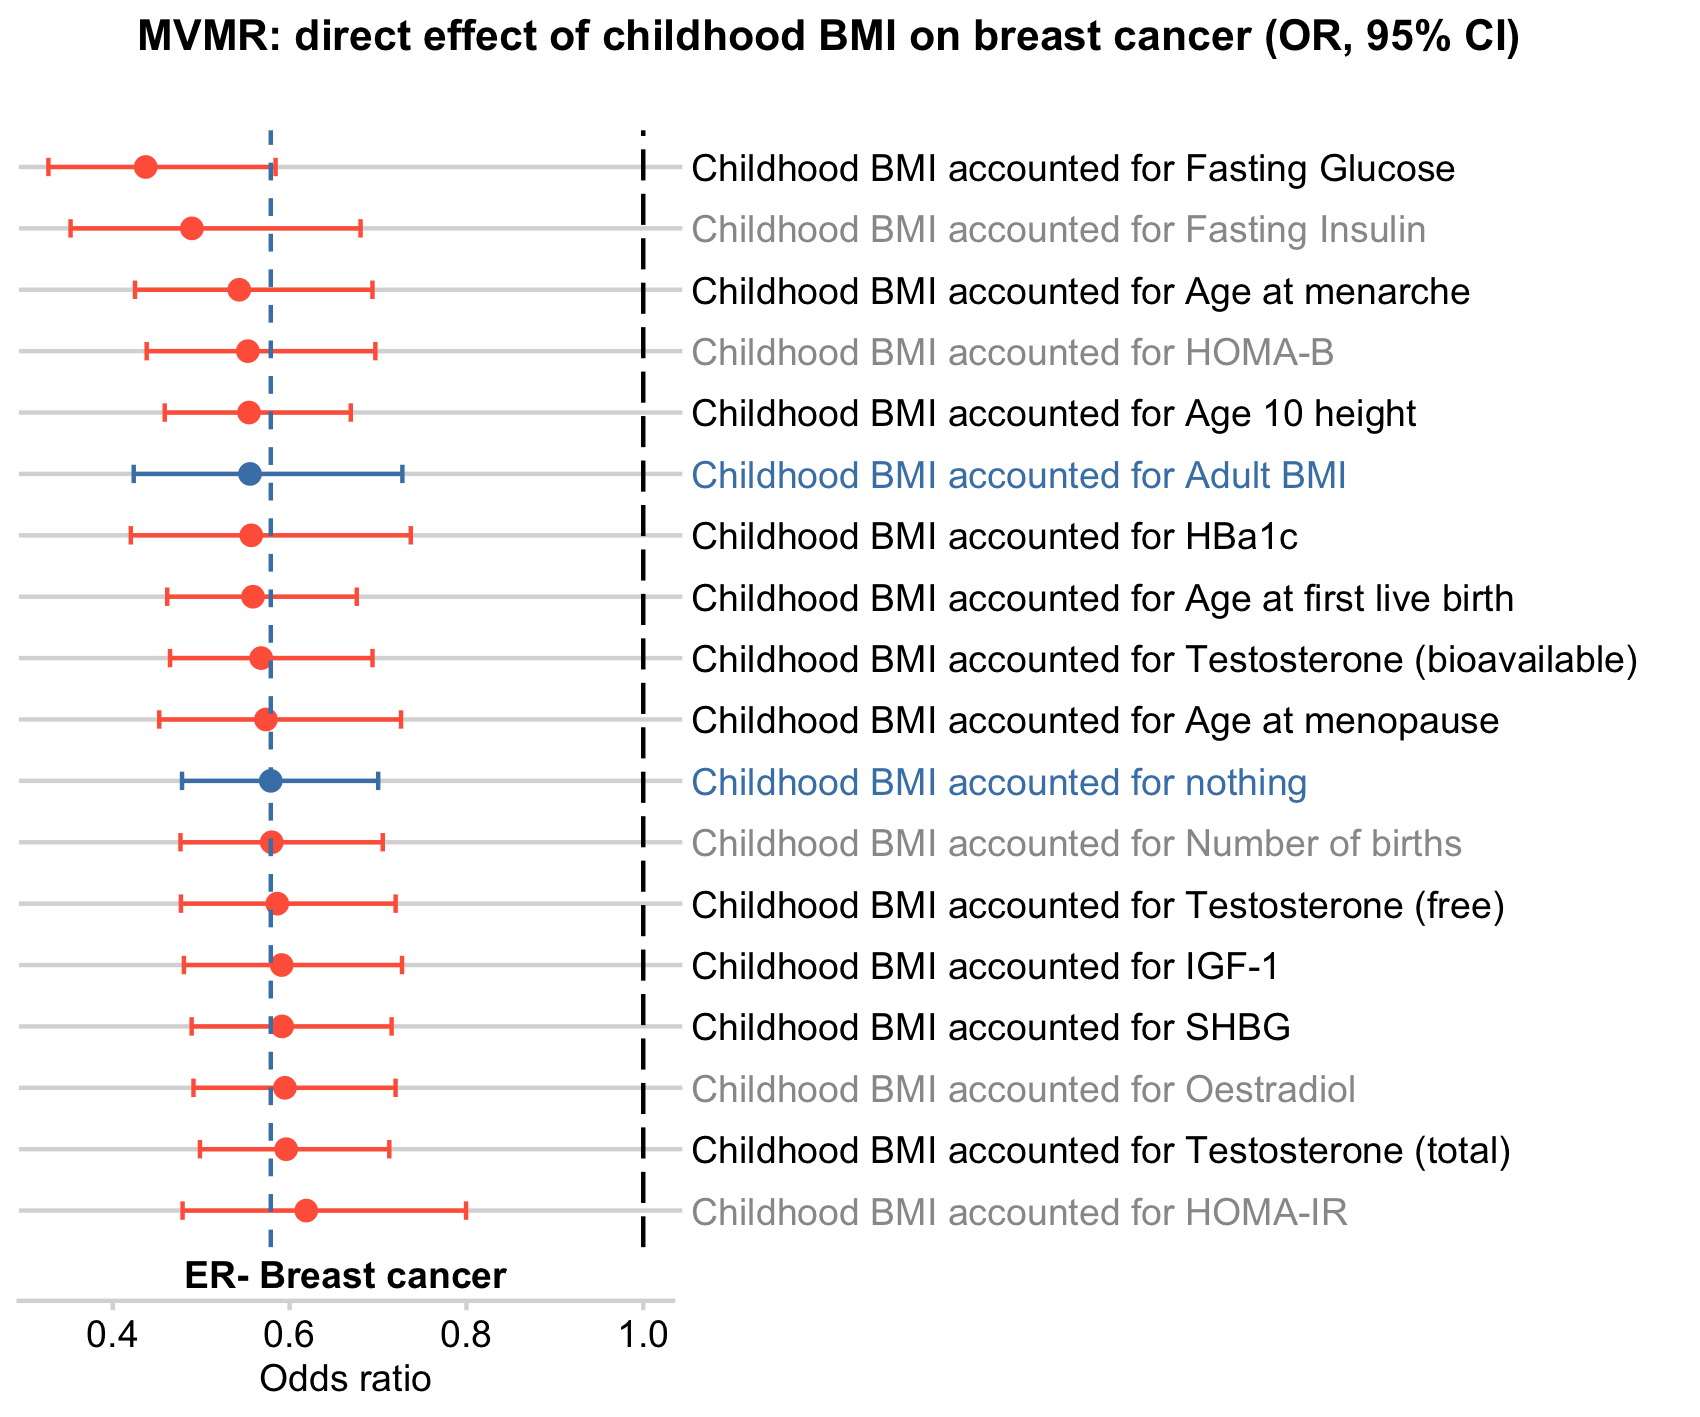 MVMR: direct effect of childhood BMI on breast cancer (OR, 95% CI)
Childhood BMI accounted for Fasting Glucose
Childhood BMI accounted for Fasting Insulin
Childhood BMI accounted for Age at menarche
Childhood BMI accounted for HOMA-B
Childhood BMI accounted for Age 10 height
Childhood BMI accounted for Adult BMI
Childhood BMI accounted for HBa1c
Childhood BMI accounted for Age at first live birth
Childhood BMI accounted for Testosterone (bioavailable)
Childhood BMI accounted for Age at menopause
Childhood BMI accounted for nothing
Childhood BMI accounted for Number of births
Childhood BMI accounted for Testosterone (free)
Childhood BMI accounted for IGF-1
Childhood BMI accounted for SHBG
Childhood BMI accounted for Oestradiol
Childhood BMI accounted for Testosterone (total)
Childhood BMI accounted for HOMA-IR
ER- Breast cancer
0.4 0.6 0.8 1.0
Odds ratio